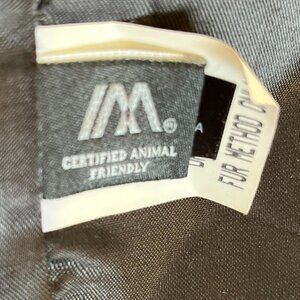 M®
CERTIFIED ANIMAL
FRIENDLY
A
FUR METHOD